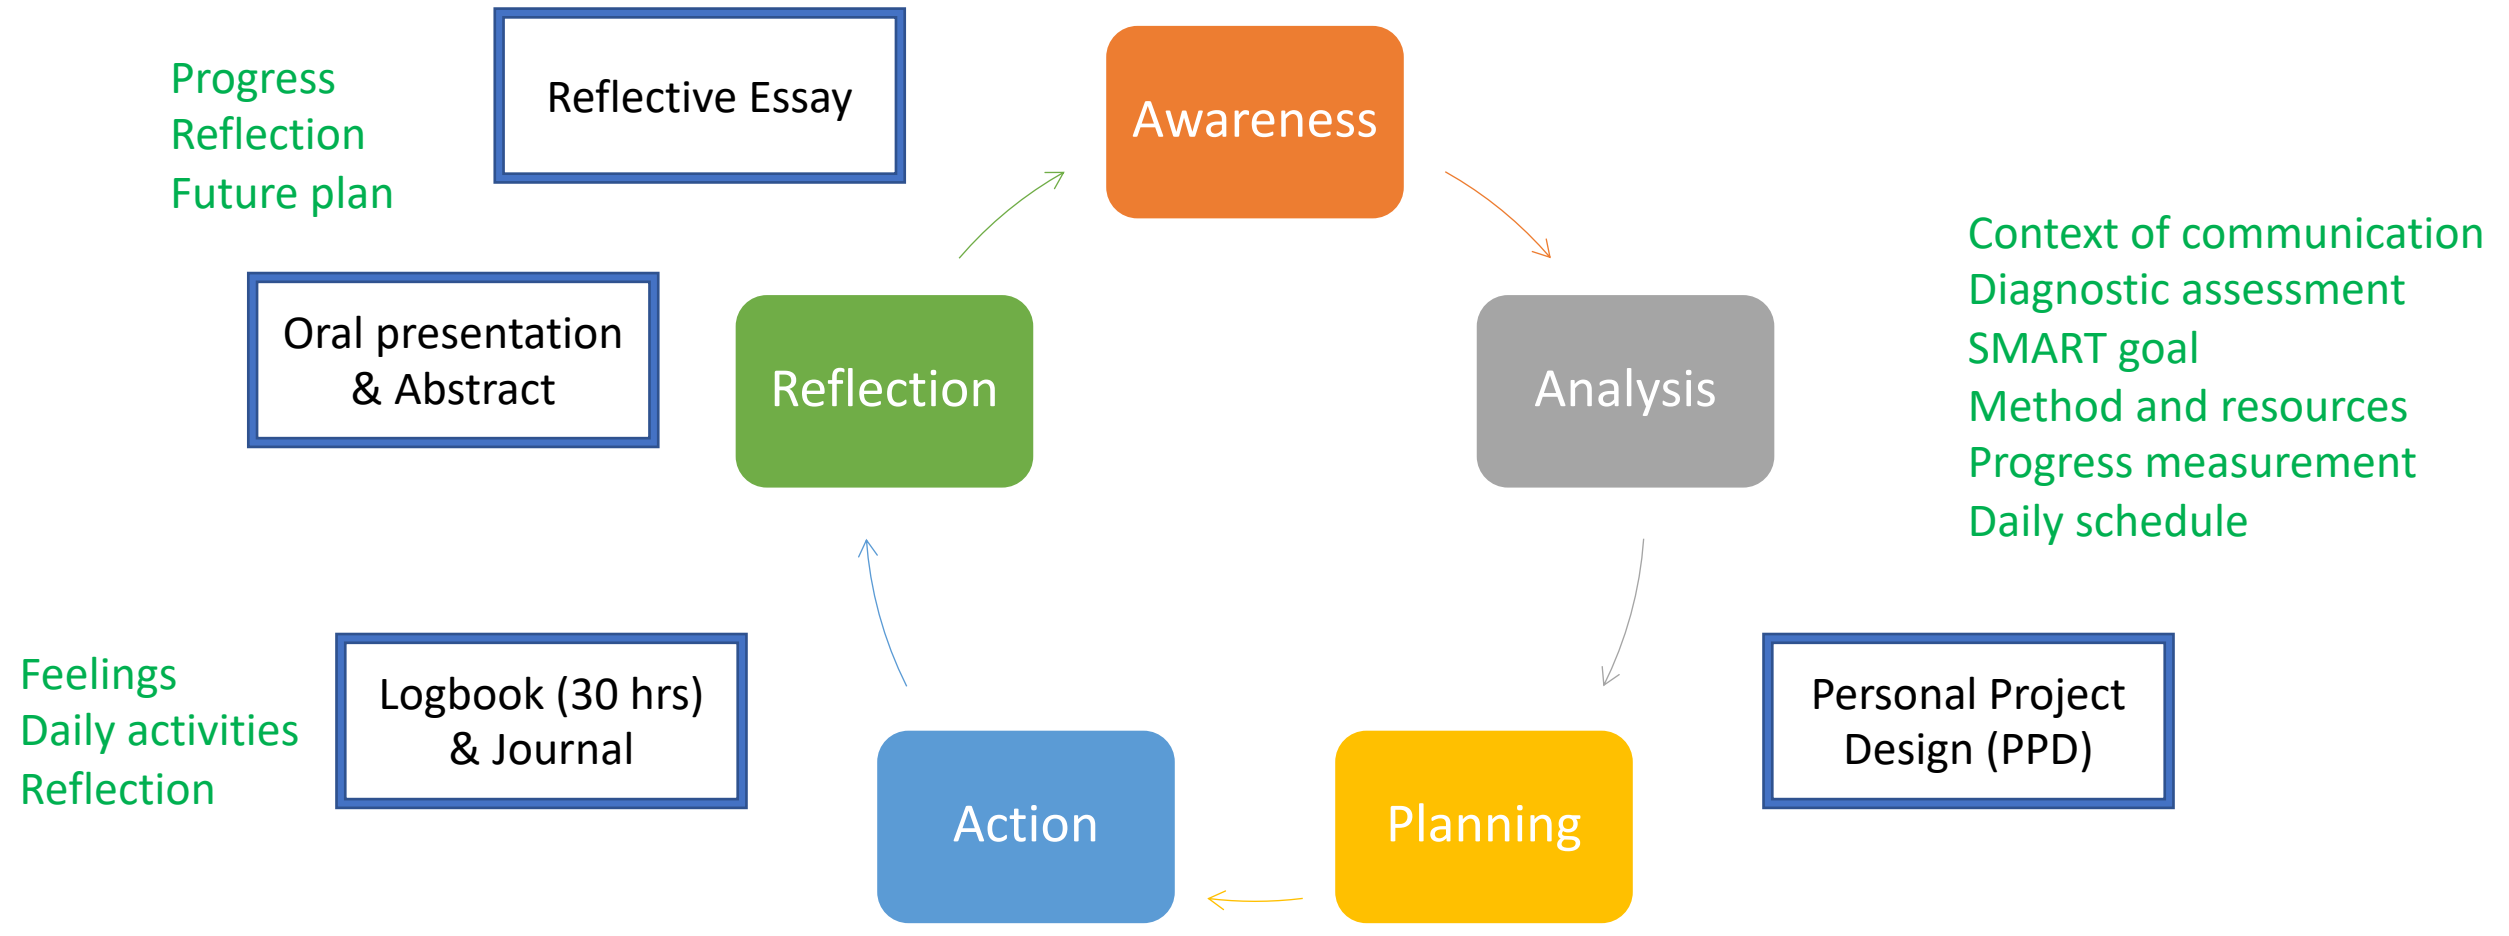 Reflective Essay
Progress
Reflection
Future plan
Awareness
Context of communication
Diagnostic assessment
SMART goal
Method and resources
Progress measurement
Daily schedule
Oral presentation
& Abstract
Reflection
Analysis
Feelings
Daily activities
Reflection
Logbook (30 hrs)
& Journal
Personal Project
Design (PPD)
Action
Planning